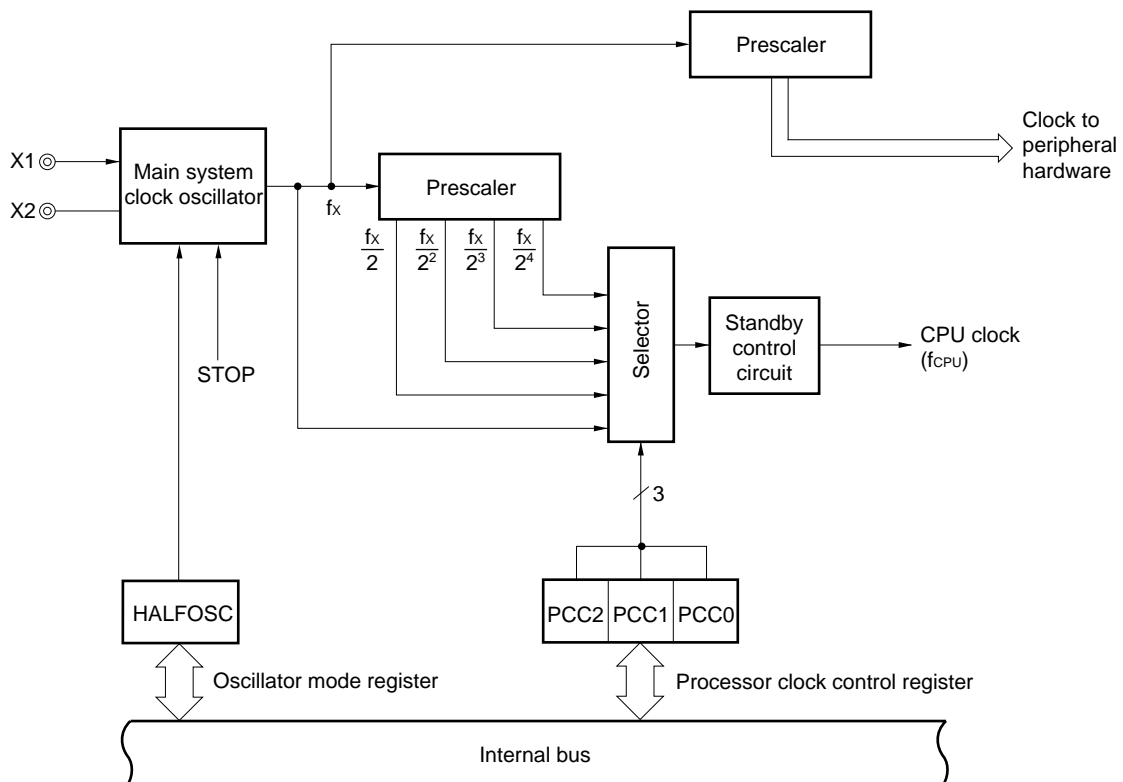 Prescaler
Clock to
peripheral
hardware
X1
X2
Main system
clock oscillator
fX
Prescaler
fX
2
fX
2²
fX
2³
fX
2⁴
Selector
Standby
control
circuit
CPU clock
(fCPU)
STOP
3
HALFOSC
PCC2
PCC1
PCC0
Oscillator mode register
Processor clock control register
Internal bus